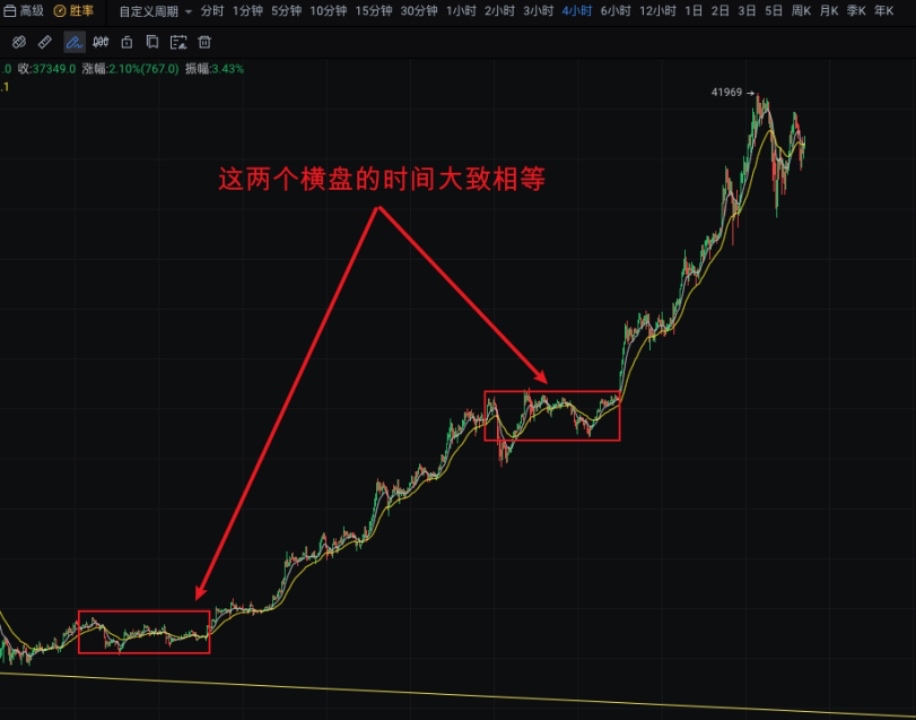 高级 胜率 自定义周期 分时 1分钟 5分钟 10分钟 15分钟 30分钟 1小时 2小时 3小时 4小时 6小时 12小时 1日 2日 3日 5日 周K 月K 季K 年K
.0 收:37349.0 涨幅:2.10%(767.0) 振幅:3.43%
.1
41969
这两个横盘的时间大致相等